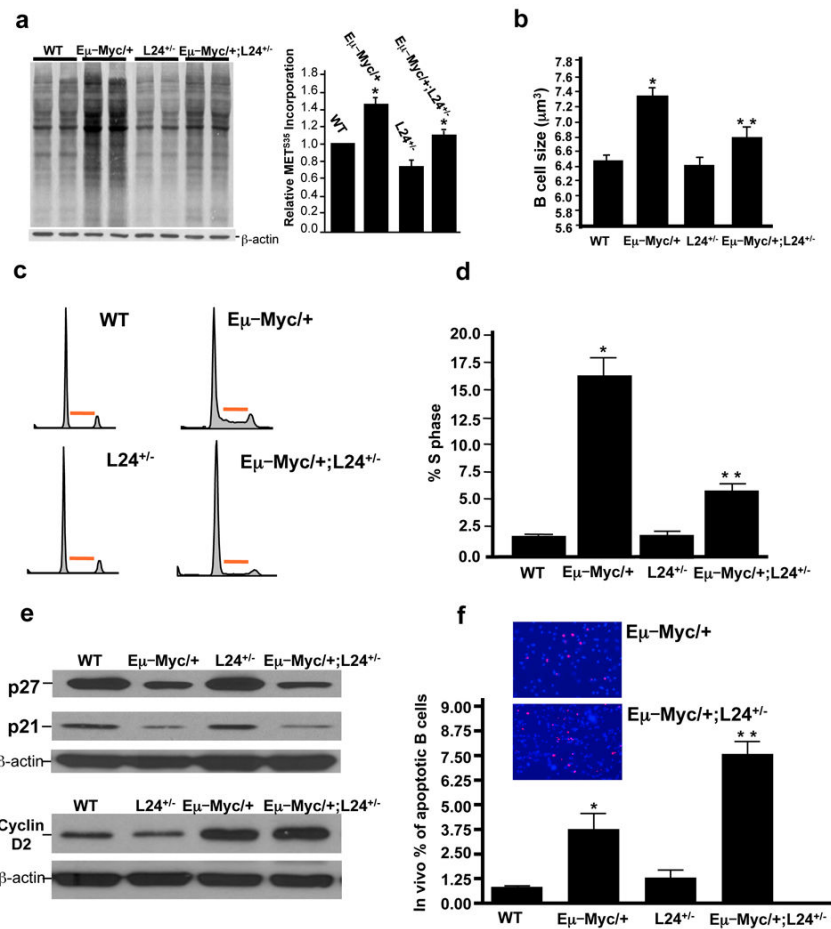 a
WT Eμ−Myc/+ L24+/- Eμ−Myc/+;L24+/-
β-actin
Relative METS35 Incorporation
1.8
1.6
1.4
1.2
1.0
0.8
0.6
0.4
0.2
0.0
WT
Eμ−Myc/+
*
L24+/-
Eμ−Myc/+;L24+/-
*
b
B cell size (μm3)
7.8
7.6
7.4
7.2
7.0
6.8
6.6
6.4
6.2
6.0
5.8
5.6
*
* *
WT Eμ−Myc/+ L24+/- Eμ−Myc/+;L24+/-
c
WT
Eμ−Myc/+
L24+/-
Eμ−Myc/+;L24+/-
d
% S phase
20.0
17.5
15.0
12.5
10.0
7.5
5.0
2.5
0.0
*
* *
WT Eμ−Myc/+ L24+/- Eμ−Myc/+;L24+/-
e
WT Eμ−Myc/+ L24+/- Eμ−Myc/+;L24+/-
p27
p21
β-actin
WT L24+/- Eμ−Myc/+ Eμ−Myc/+;L24+/-
Cyclin
D2
β-actin
f
Eμ−Myc/+
Eμ−Myc/+;L24+/-
In vivo % of apoptotic B cells
9.00
8.75
7.50
6.25
5.00
3.75
2.50
1.25
0.00
*
* *
WT Eμ−Myc/+ L24+/- Eμ−Myc/+;L24+/-